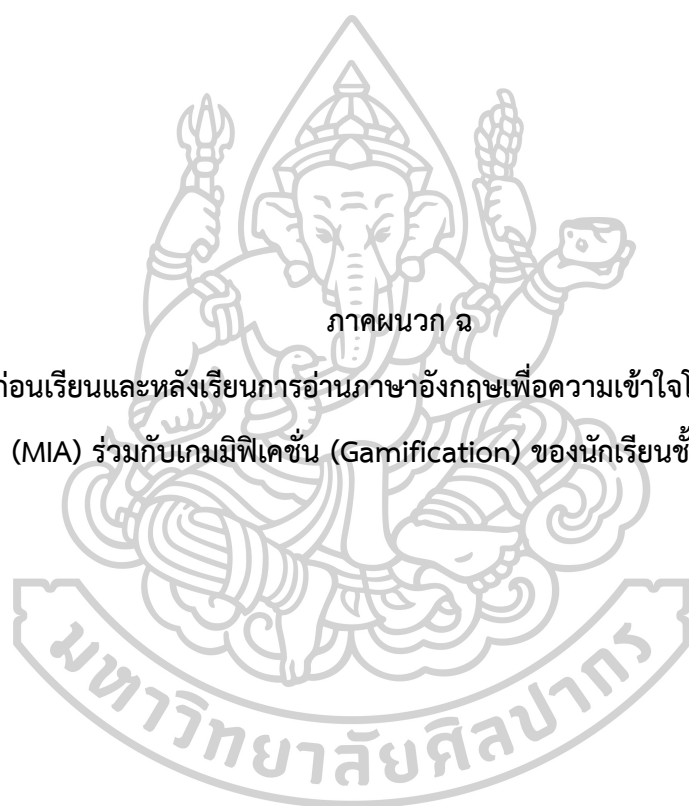 ภาคผนวก ฉ
ก่อนเรียนและหลังเรียนการอ่านภาษาอังกฤษเพื่อความเข้าใจ
(MIA) ร่วมกับเกมมิฟิเคชั่น (Gamification) ของนักเรียนชั้
มหาวิทยาลัยศิลปากร